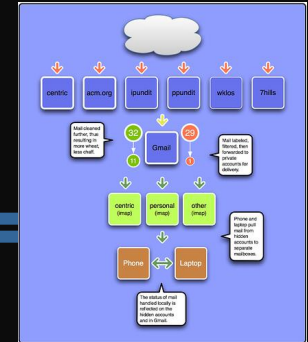 centric
acm.org
ipundit
ppundit
wklos
7hills
Mail cleaned
further, thus
resulting in
more wheat,
less chaff.
32
11
Gmail
29
1
Mail labeled,
filtered, then
forwarded to
private
accounts for
delivery.
centric
(imap)
personal
(imap)
other
(imap)
Phone and
laptop pull
mail from
hidden
accounts to
separate
mailboxes.
Phone
Laptop
The status of mail
handled locally is
reflected on the
hidden accounts
and in Gmail.